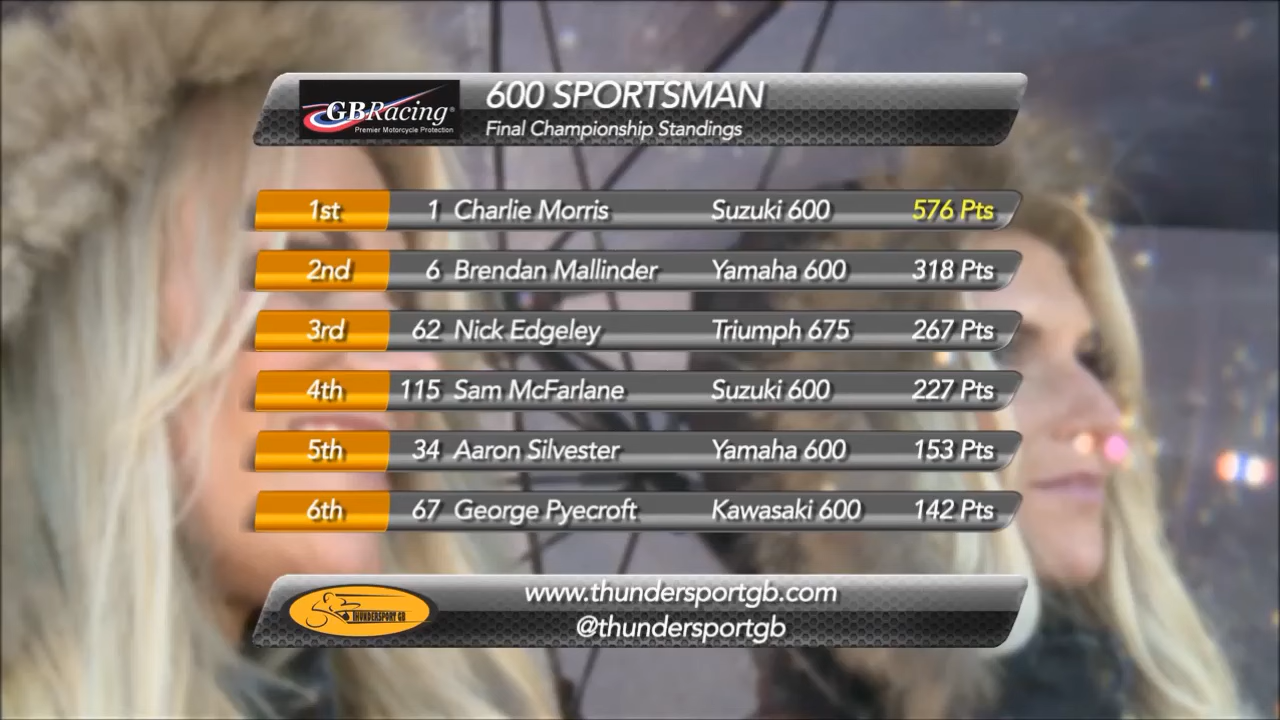 GBRacing®
Premier Motorcycle Protection
600 SPORTSMAN
Final Championship Standings
1st 1 Charlie Morris Suzuki 600 576 Pts
2nd 6 Brendan Mallinder Yamaha 600 318 Pts
3rd 62 Nick Edgeley Triumph 675 267 Pts
4th 115 Sam McFarlane Suzuki 600 227 Pts
5th 34 Aaron Silvester Yamaha 600 153 Pts
6th 67 George Pyecroft Kawasaki 600 142 Pts
THUNDERSPORT GB
www.thundersportgb.com
@thundersportgb